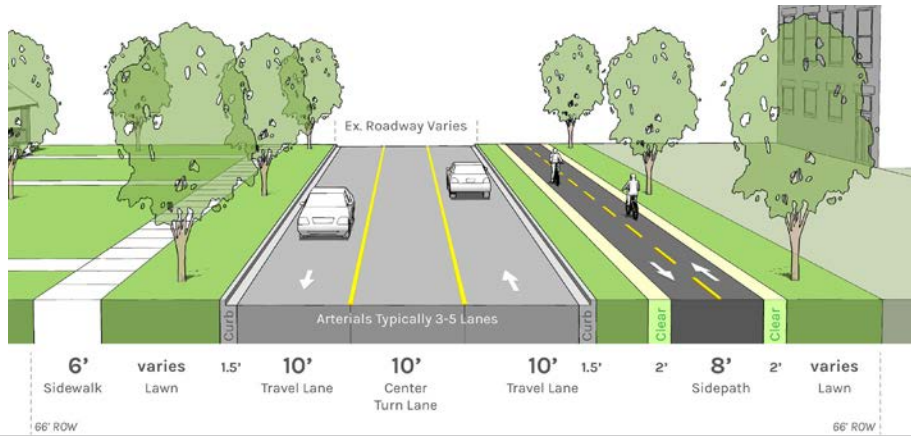 Ex. Roadway Varies
Arterials Typically 3-5 Lanes
Curb
Curb
Clear
Clear
6’ varies 1.5’ 10’ 10’ 10’ 1.5’ 2’ 8’ 2’ varies
Sidewalk Lawn Travel Lane Center Travel Lane Sidepath Lawn
Turn Lane
66' ROW 66' ROW